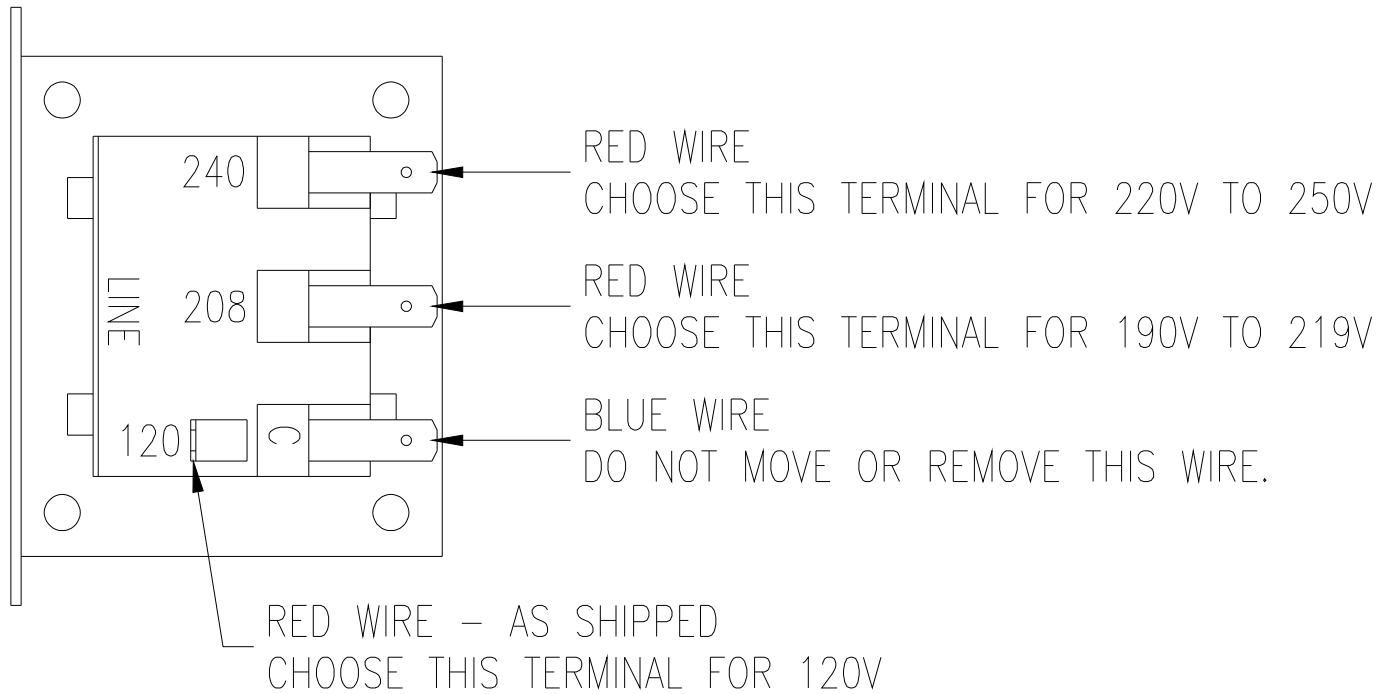 240
RED WIRE
CHOOSE THIS TERMINAL FOR 220V TO 250V
LINE
208
RED WIRE
CHOOSE THIS TERMINAL FOR 190V TO 219V
120
C
BLUE WIRE
DO NOT MOVE OR REMOVE THIS WIRE.
RED WIRE – AS SHIPPED
CHOOSE THIS TERMINAL FOR 120V